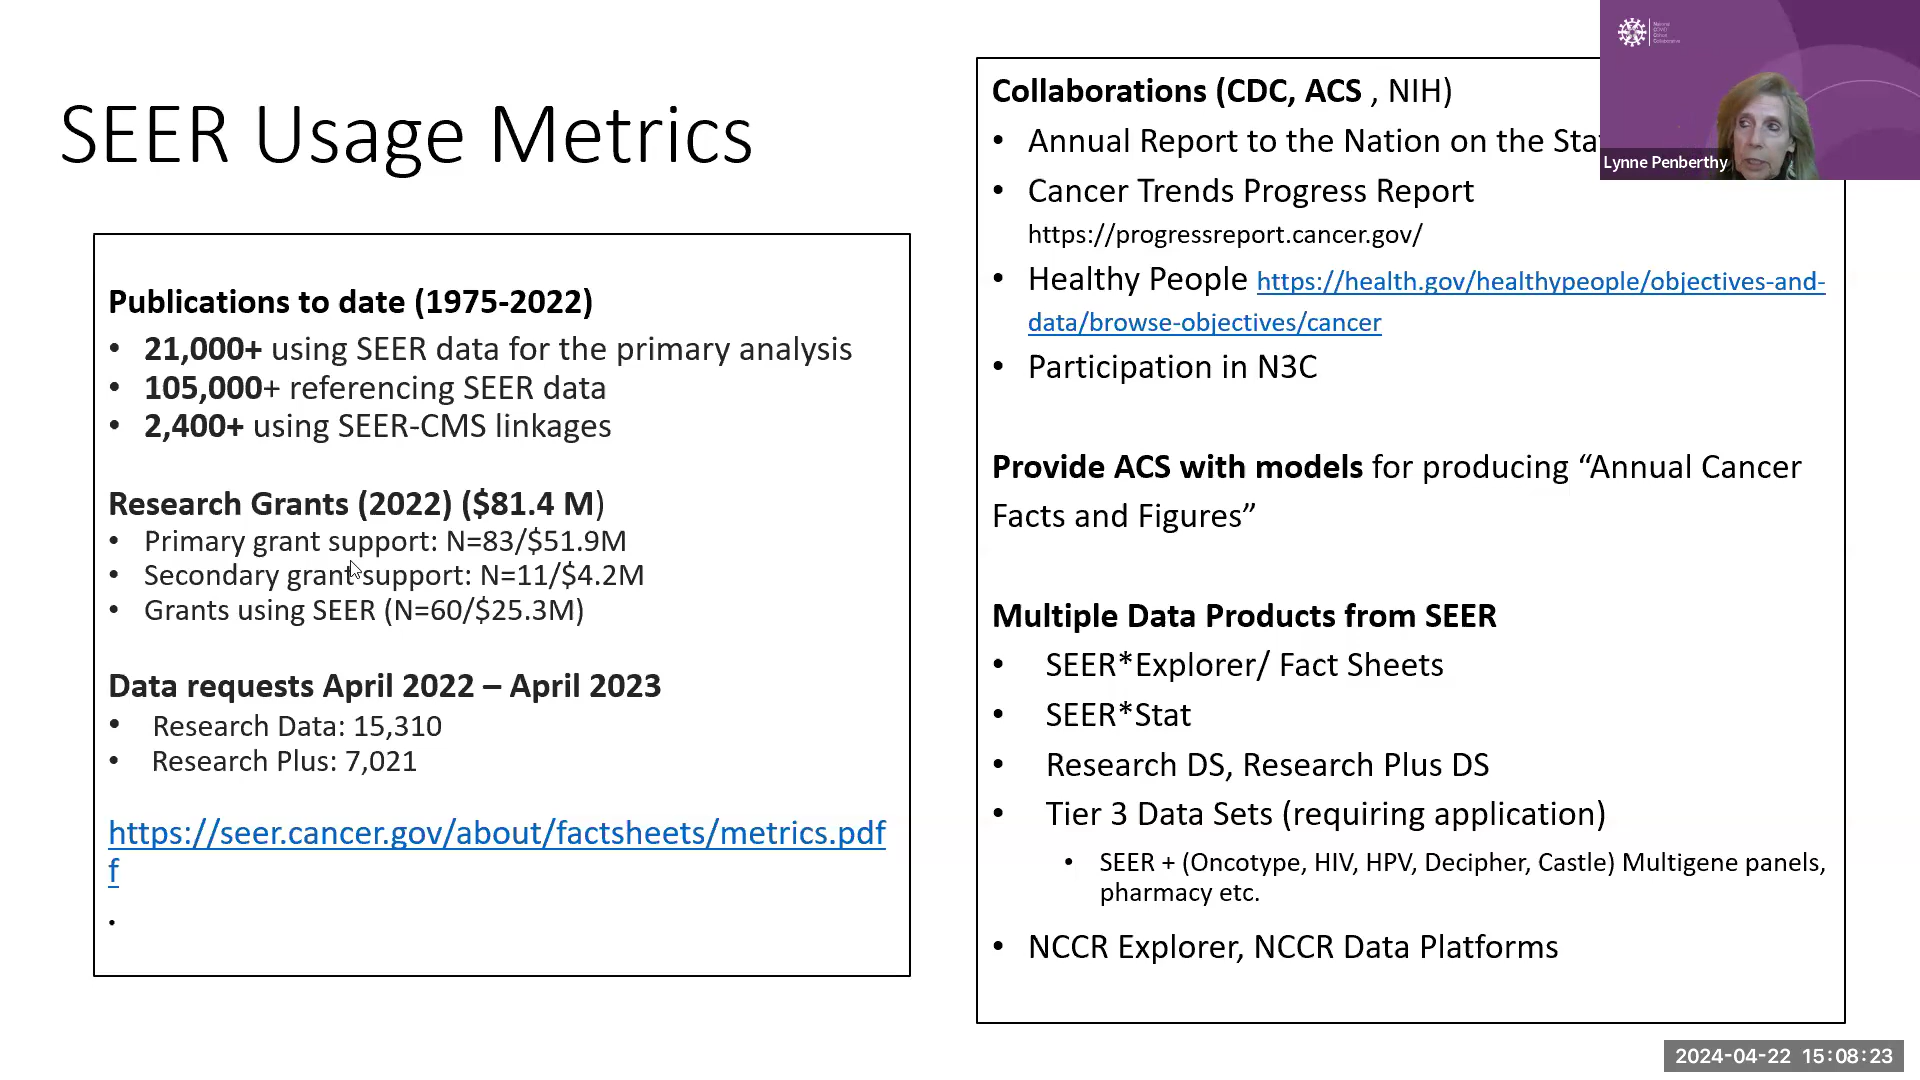 SEER Usage Metrics
Publications to date (1975-2022)
• 21,000+ using SEER data for the primary analysis
• 105,000+ referencing SEER data
• 2,400+ using SEER-CMS linkages
Research Grants (2022) ($81.4 M)
• Primary grant support: N=83/$51.9M
• Secondary grant support: N=11/$4.2M
• Grants using SEER (N=60/$25.3M)
Data requests April 2022 – April 2023
• Research Data: 15,310
• Research Plus: 7,021
https://seer.cancer.gov/about/factsheets/metrics.pdf
f
.
Collaborations (CDC, ACS , NIH)
• Annual Report to the Nation on the Sta
• Cancer Trends Progress Report
https://progressreport.cancer.gov/
• Healthy People https://health.gov/healthypeople/objectives-and-
data/browse-objectives/cancer
• Participation in N3C
Provide ACS with models for producing “Annual Cancer
Facts and Figures”
Multiple Data Products from SEER
• SEER*Explorer/ Fact Sheets
• SEER*Stat
• Research DS, Research Plus DS
• Tier 3 Data Sets (requiring application)
• SEER + (Oncotype, HIV, HPV, Decipher, Castle) Multigene panels,
pharmacy etc.
• NCCR Explorer, NCCR Data Platforms
National
COVID
Cohort
Collaborative
Lynne Penberthy
2024-04-22 15:08:23